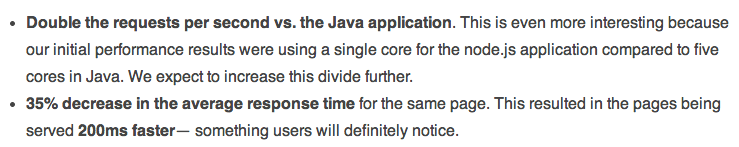 • Double the requests per second vs. the Java application. This is even more interesting because
our initial performance results were using a single core for the node.js application compared to five
cores in Java. We expect to increase this divide further.
• 35% decrease in the average response time for the same page. This resulted in the pages being
served 200ms faster— something users will definitely notice.